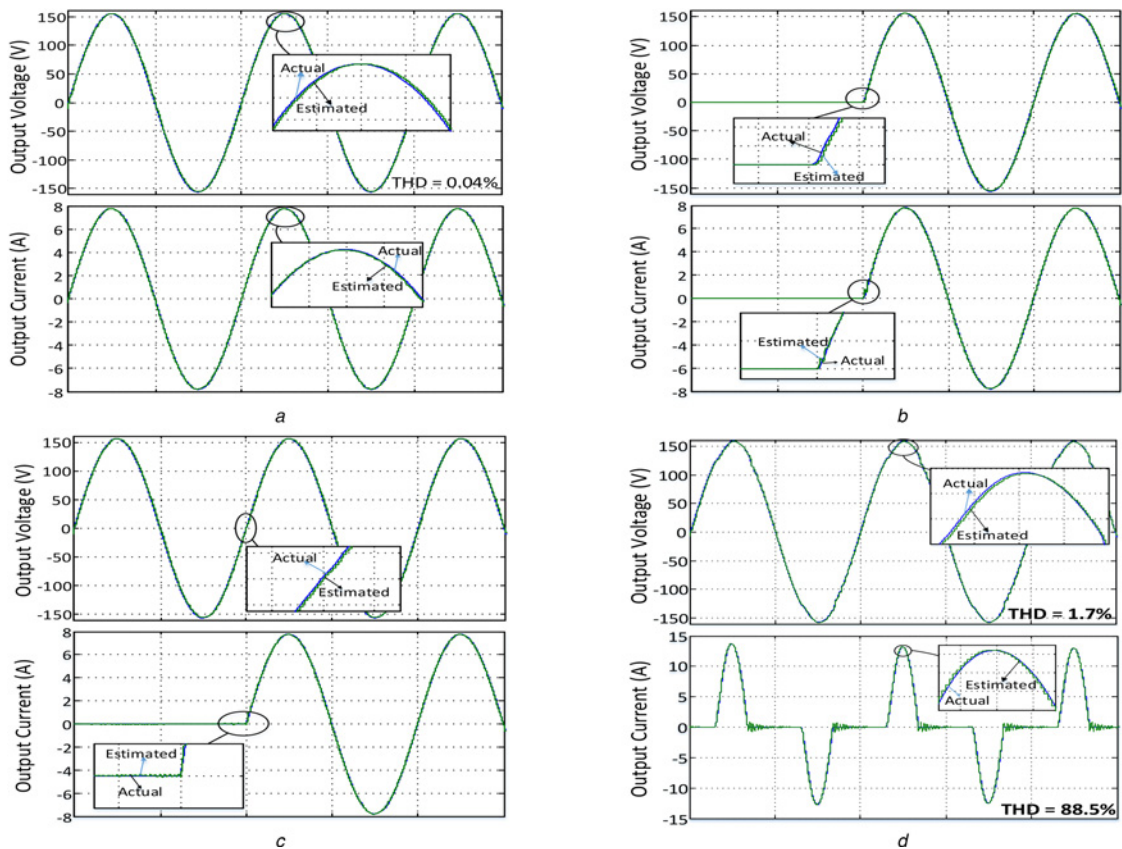 Output Voltage (V)
150
100
50
0
-50
-100
-150
Actual
Estimated
THD = 0.04%
Output Current (A)
8
6
4
2
0
-2
-4
-6
-8
Actual
Estimated
a
Output Voltage (V)
150
100
50
0
-50
-100
-150
Actual
Estimated
Output Current (A)
8
6
4
2
0
-2
-4
-6
-8
Estimated
Actual
b
Output Voltage (V)
150
100
50
0
-50
-100
-150
Actual
Estimated
Output Current (A)
8
6
4
2
0
-2
-4
-6
-8
Estimated
Actual
c
Output Voltage (V)
150
100
50
0
-50
-100
-150
Actual
Estimated
THD = 1.7%
Output Current (A)
15
10
5
0
-5
-10
-15
Estimated
Actual
THD = 88.5%
d